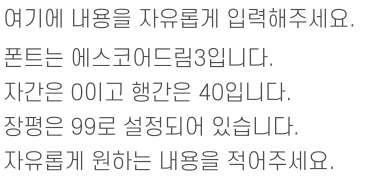 여기에 내용을 자유롭게 입력해주세요.
폰트는 에스코어드림3입니다.
자간은 0이고 행간은 40입니다.
장평은 99로 설정되어 있습니다.
자유롭게 원하는 내용을 적어주세요.